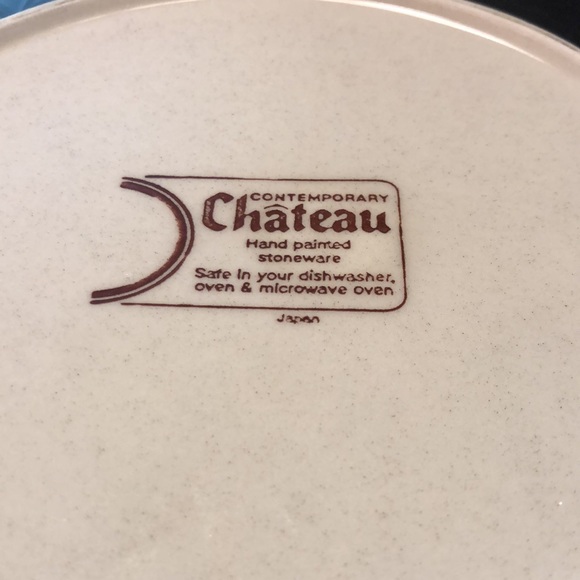 CONTEMPORARY
Château
Hand painted
stoneware
Safe in your dishwasher,
oven & microwave oven
Japan